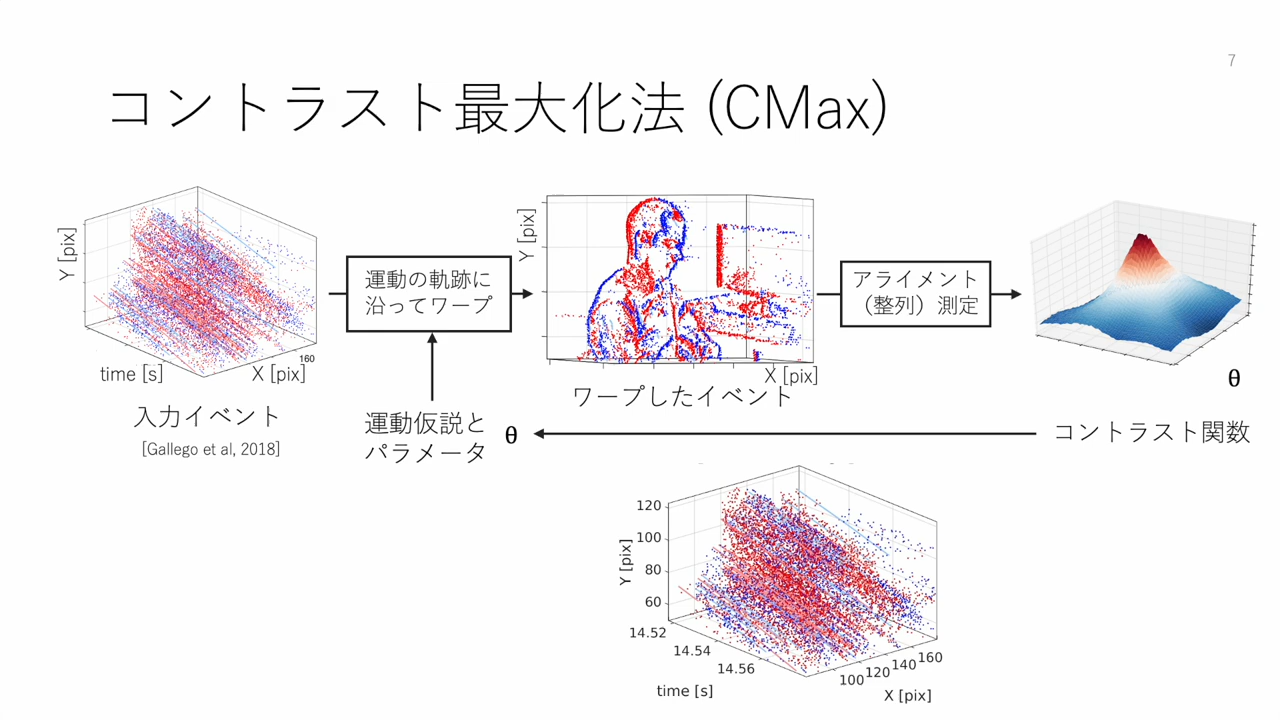 7
コントラスト最大化法 (CMax)
Y [pix]
time [s]
X [pix]
160
入力イベント
[Gallego et al, 2018]
運動の軌跡に
沿ってワープ
運動仮説と
パラメータ
θ
Y [pix]
X [pix]
ワープしたイベント
アライメント
（整列）測定
θ
コントラスト関数
120
100
80
60
Y [pix]
14.52
14.54
14.56
time [s]
100
120
140
160
X [pix]